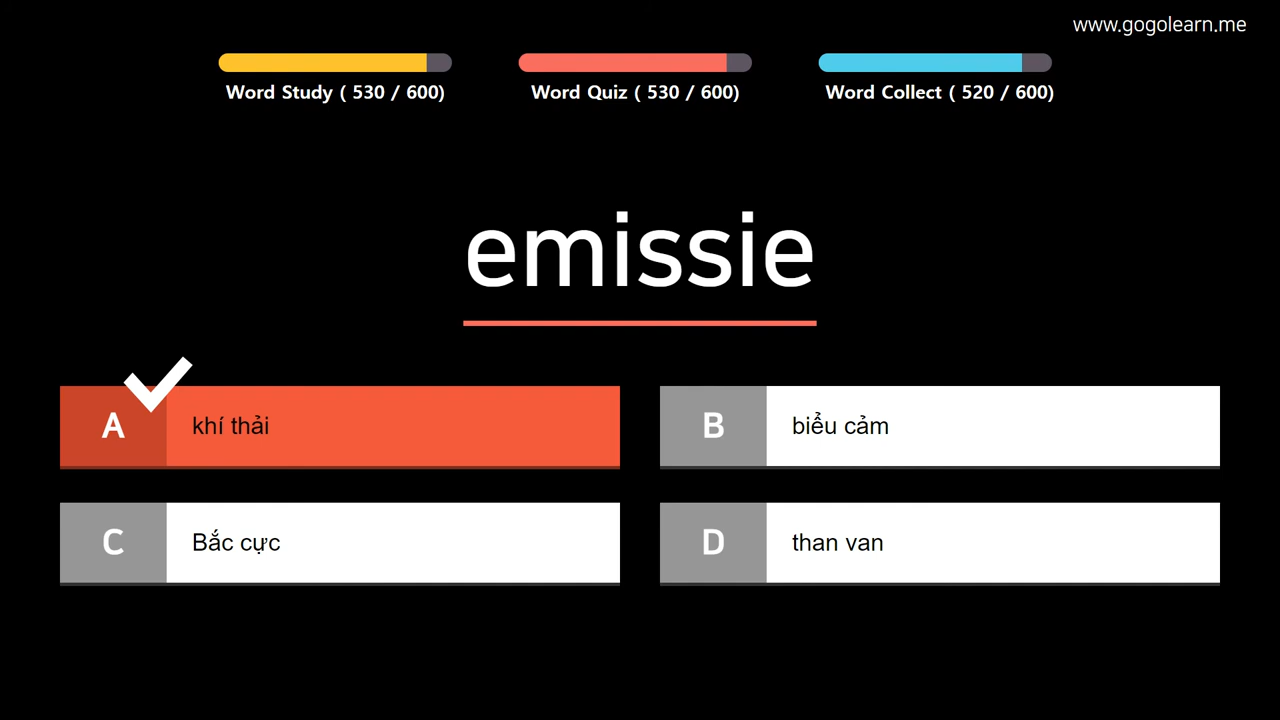 www.gogolearn.me
Word Study ( 530 / 600)
Word Quiz ( 530 / 600)
Word Collect ( 520 / 600)
emissie
A khí thải
B biểu cảm
C Bắc cực
D than van